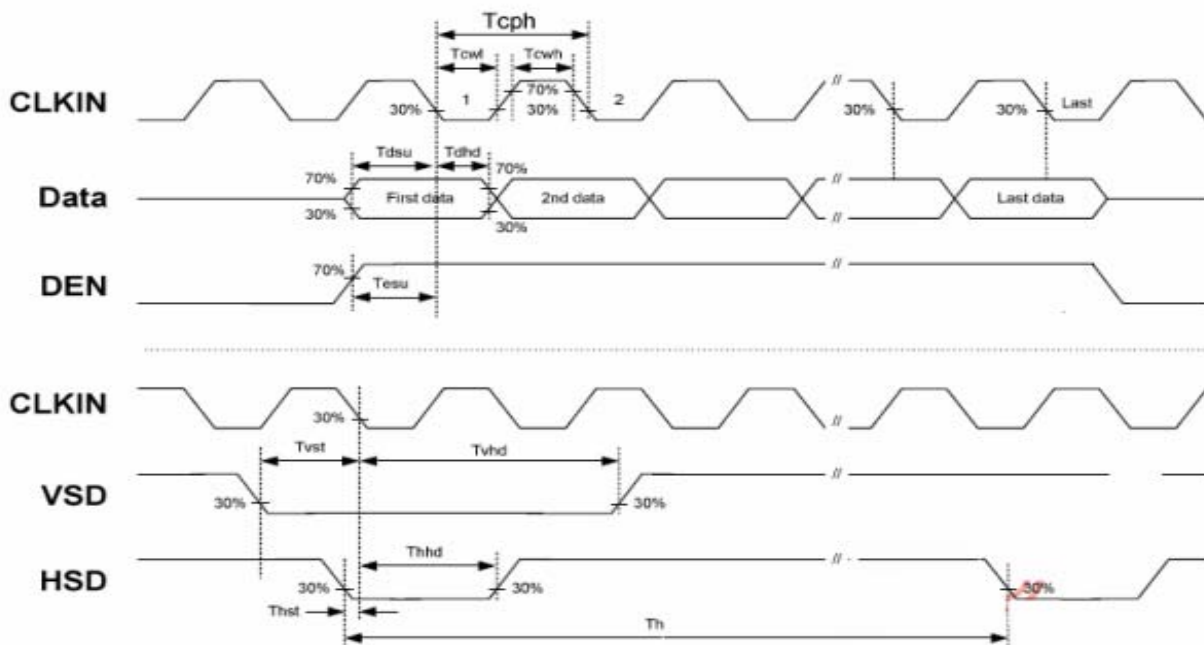 Tcph
Tcwl Tcwh
CLKIN 30% 1 70% 30% 2 // 30% 30% Last
Tdsu Tdhd
70% 70%
Data First data 2nd data // Last data
30% 30%
DEN 70% //
Tesu
CLKIN 30% //
Tvst Tvhd
VSD 30% 30% //
Thhd
HSD 30% 30% // 30%
Thst
Th